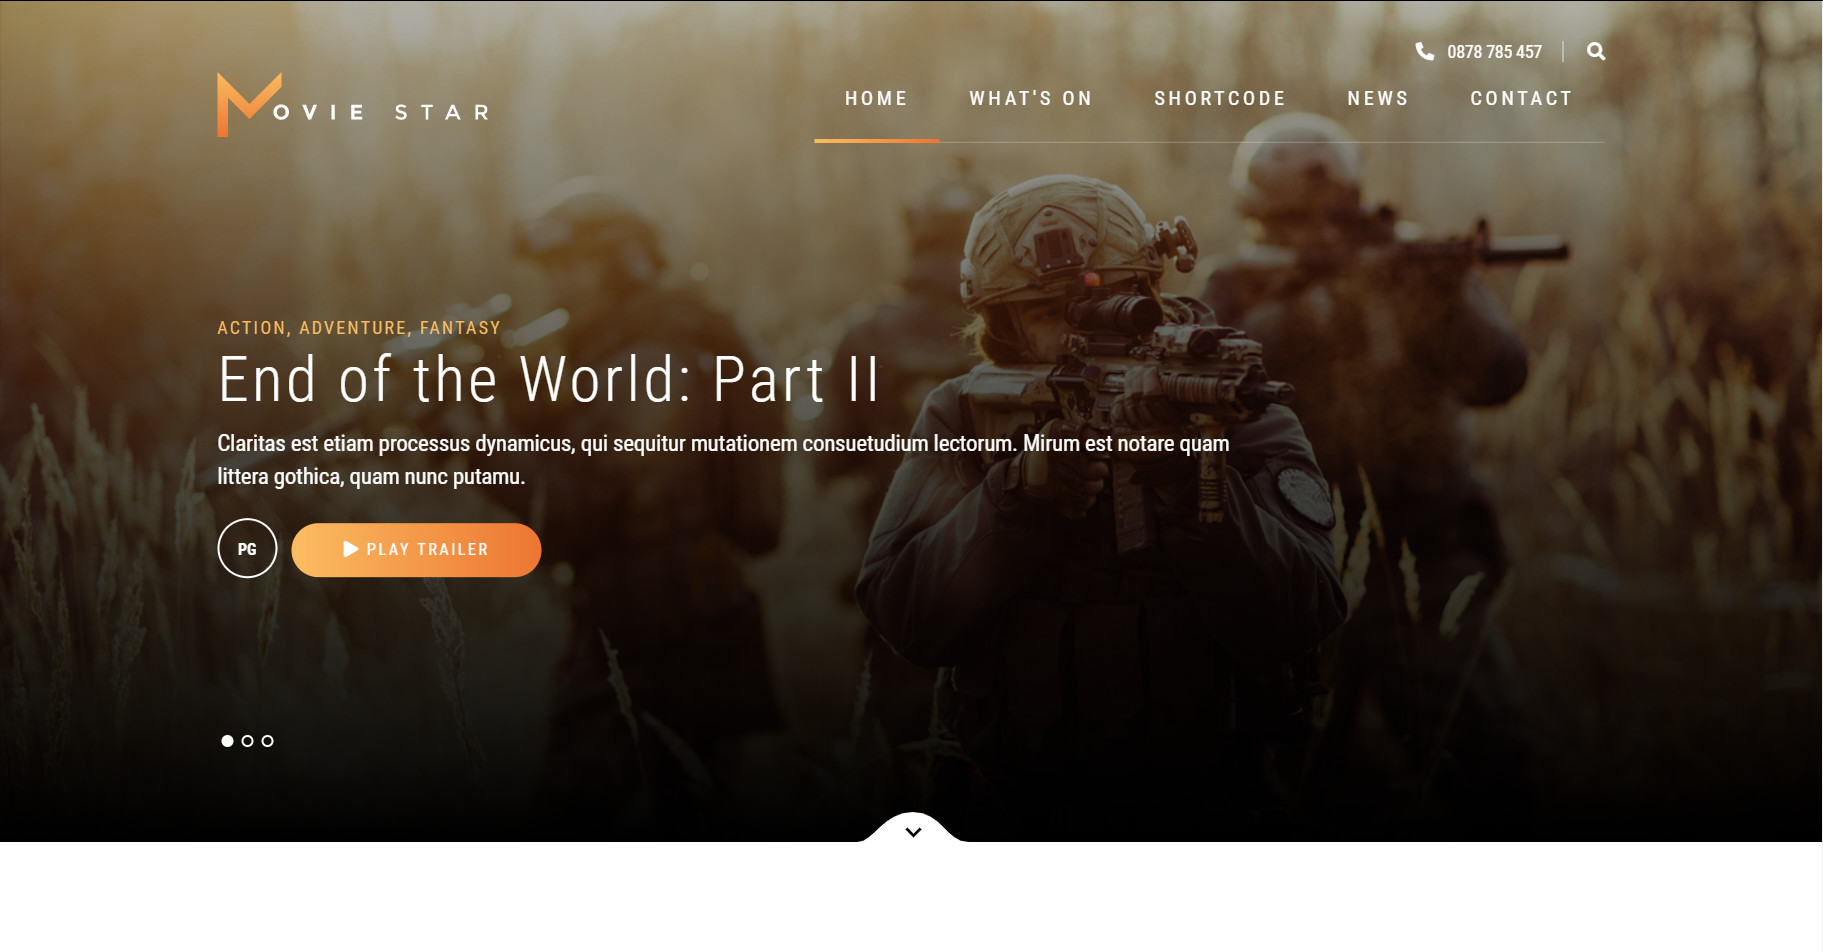 0878 785 457
MOVIE STAR
HOME WHAT'S ON SHORTCODE NEWS CONTACT
ACTION, ADVENTURE, FANTASY
End of the World: Part II
Claritas est etiam processus dynamicus, qui sequitur mutationem consuetudium lectorum. Mirum est notare quam
littera gothica, quam nunc putamu.
PG PLAY TRAILER